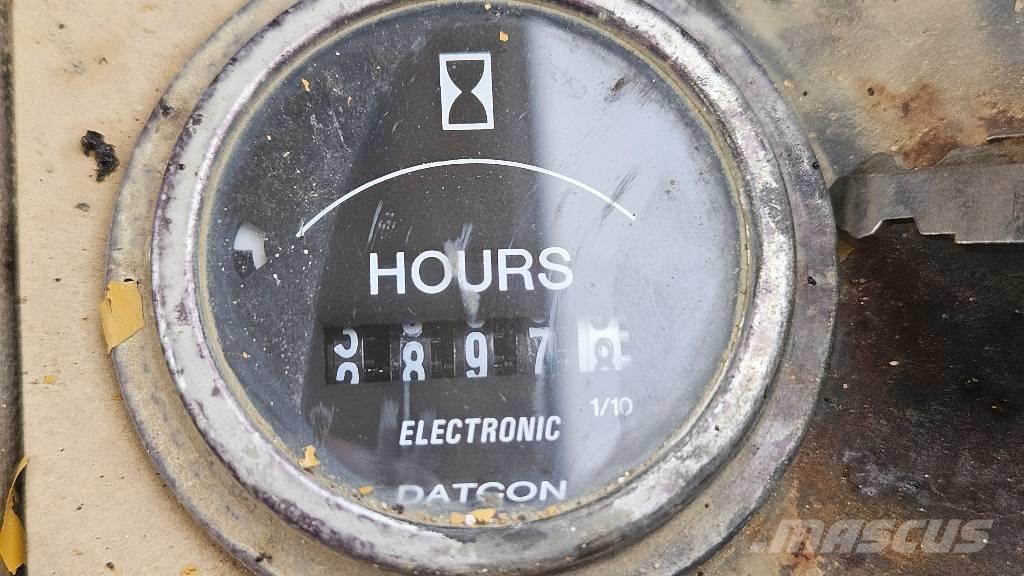 HOURS
897
1/10
ELECTRONIC
DATCON
MASCUS